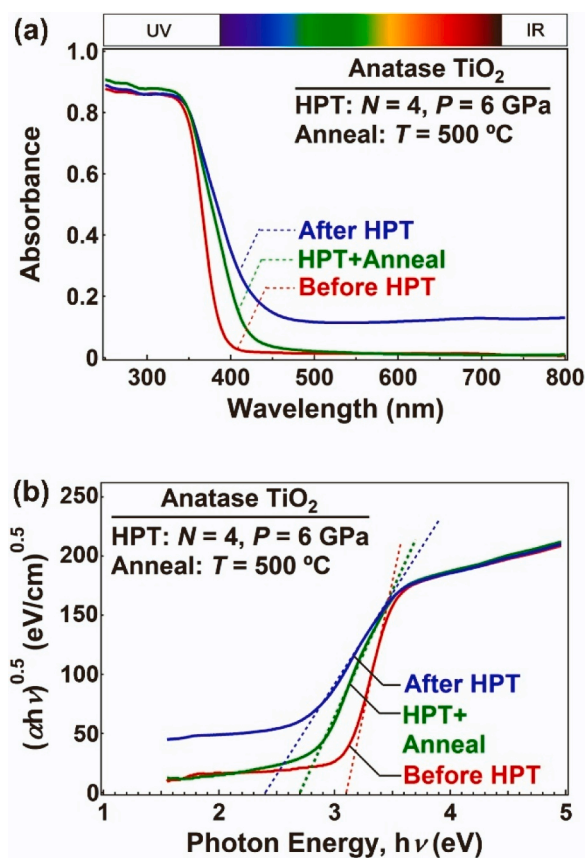 (a)
UV
IR
Anatase TiO₂
HPT: N = 4, P = 6 GPa
Anneal: T = 500 ºC
After HPT
HPT+Anneal
Before HPT
Absorbance
1.0
0.8
0.6
0.4
0.2
0
300 400 500 600 700 800
Wavelength (nm)
(b)
Anatase TiO₂
HPT: N = 4, P = 6 GPa
Anneal: T = 500 ºC
After HPT
HPT+
Anneal
Before HPT
(αhν)^0.5 (eV/cm)^0.5
250
200
150
100
50
0
1 2 3 4 5
Photon Energy, hν (eV)